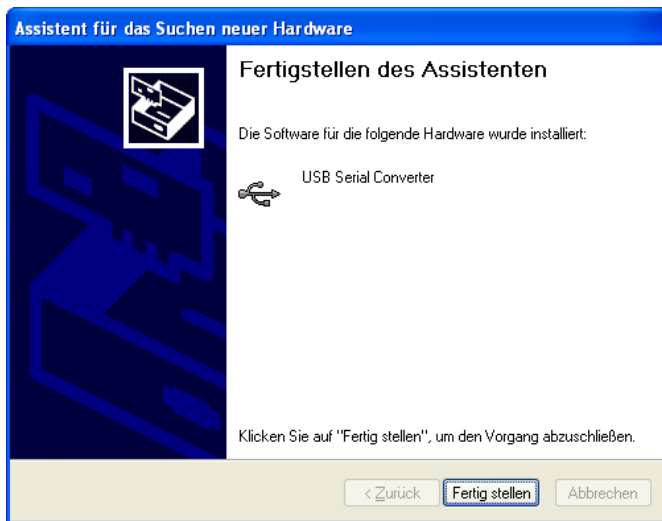 Assistent für das Suchen neuer Hardware
Fertigstellen des Assistenten
Die Software für die folgende Hardware wurde installiert:
USB Serial Converter
Klicken Sie auf "Fertig stellen", um den Vorgang abzuschließen.
< Zurück Fertig stellen Abbrechen